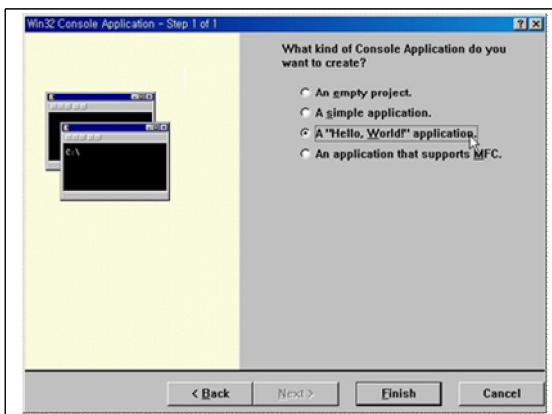 Win32 Console Application - Step 1 of 1
What kind of Console Application do you
want to create?
An empty project.
A simple application.
A "Hello, World!" application.
An application that supports MFC.
C:\
< Back
Next >
Finish
Cancel